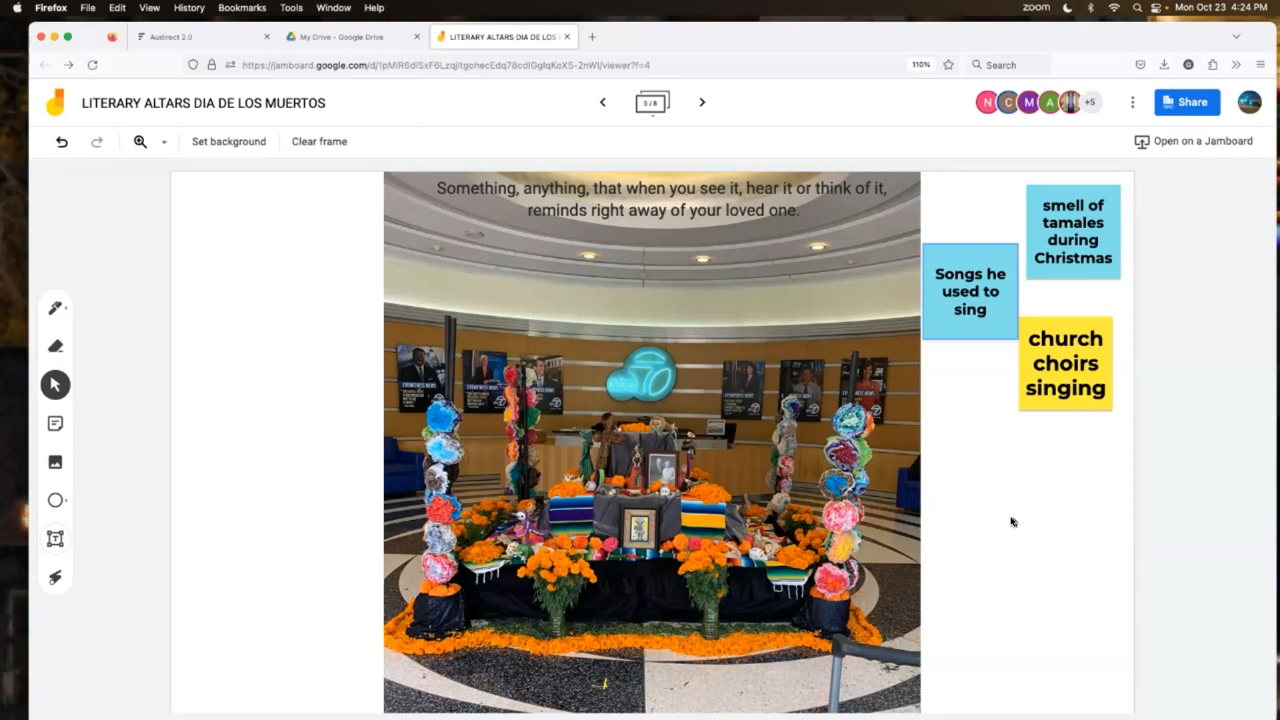 Firefox File Edit View History Bookmarks Tools Window Help
zoom Mon Oct 23 4:24 PM
Audirect 2.0
My Drive - Google Drive
LITERARY ALTARS DIA DE LOS
110%
Search
LITERARY ALTARS DIA DE LOS MUERTOS
5 / 8
N C M A +5
Share
Set background
Clear frame
Open on a Jamboard
Something, anything, that when you see it, hear it or think of it,
reminds right away of your loved one.
smell of
tamales
during
Christmas
Songs he
used to
sing
church
choirs
singing
EYEWITNESS NEWS
7